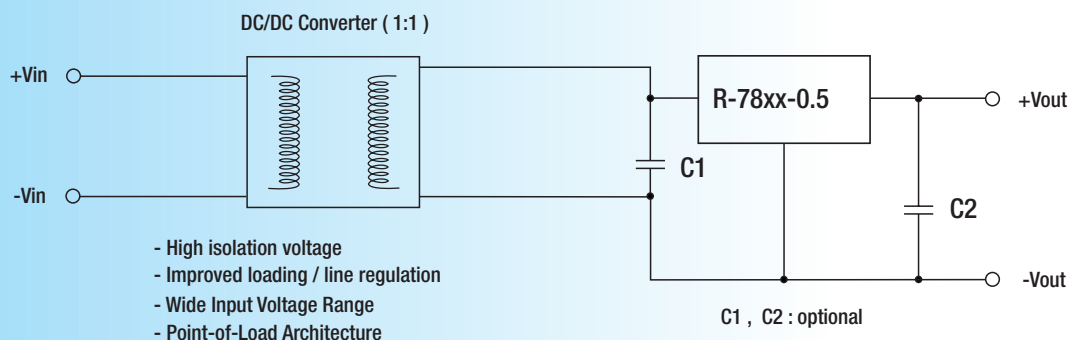 DC/DC Converter ( 1:1 )
+Vin
-Vin
R-78xx-0.5
+Vout
C1
C2
-Vout
- High isolation voltage
- Improved loading / line regulation
- Wide Input Voltage Range
- Point-of-Load Architecture
C1 , C2 : optional